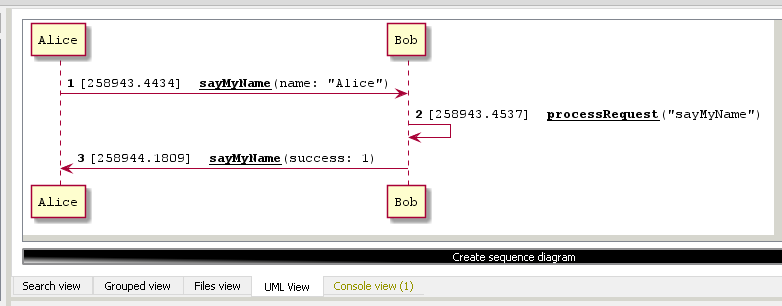 Alice Bob
1 [258943.4434] sayMyName(name: "Alice")
2 [258943.4537] processRequest("sayMyName")
3 [258944.1809] sayMyName(success: 1)
Alice Bob
Create sequence diagram
Search view Grouped view Files view UML View Console view (1)